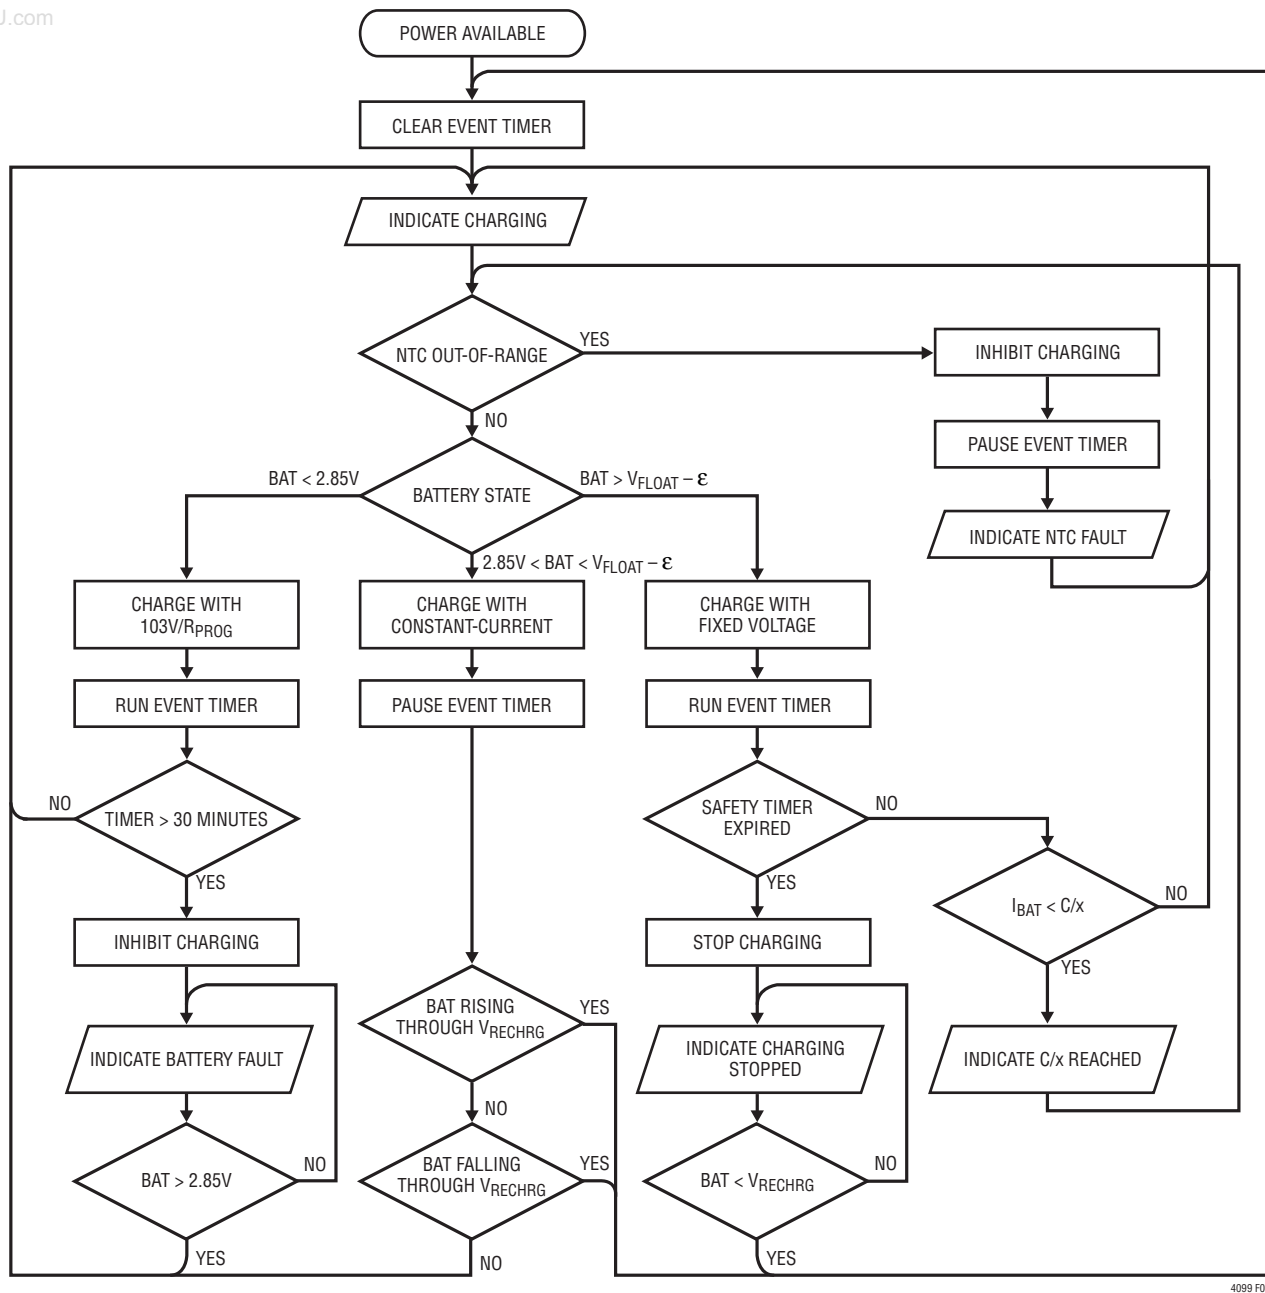 U.com
POWER AVAILABLE
CLEAR EVENT TIMER
INDICATE CHARGING
NTC OUT-OF-RANGE
YES
NO
INHIBIT CHARGING
PAUSE EVENT TIMER
INDICATE NTC FAULT
BATTERY STATE
BAT < 2.85V
BAT > VFLOAT – ε
2.85V < BAT < VFLOAT – ε
CHARGE WITH
103V/RPROG
CHARGE WITH
CONSTANT-CURRENT
CHARGE WITH
FIXED VOLTAGE
RUN EVENT TIMER
PAUSE EVENT TIMER
RUN EVENT TIMER
NO
TIMER > 30 MINUTES
YES
SAFETY TIMER
EXPIRED
NO
YES
IBAT < C/x
NO
YES
INHIBIT CHARGING
STOP CHARGING
BAT RISING
THROUGH VRECHRG
YES
NO
INDICATE BATTERY FAULT
INDICATE CHARGING
STOPPED
INDICATE C/x REACHED
BAT > 2.85V
NO
YES
BAT FALLING
THROUGH VRECHRG
YES
NO
BAT < VRECHRG
NO
YES
4099 F0